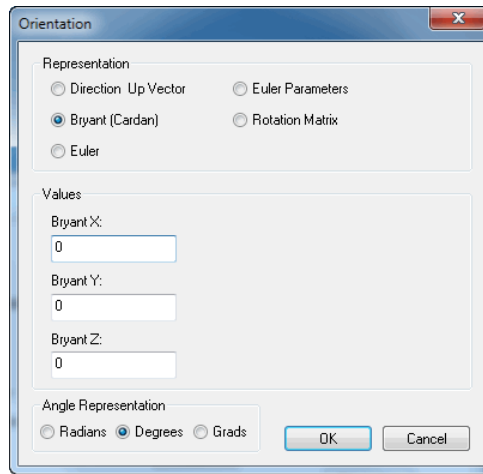 Orientation
Representation
Direction Up Vector
Euler Parameters
Bryant (Cardan)
Rotation Matrix
Euler
Values
Bryant X:
0
Bryant Y:
0
Bryant Z:
0
Angle Representation
Radians Degrees Grads
OK Cancel